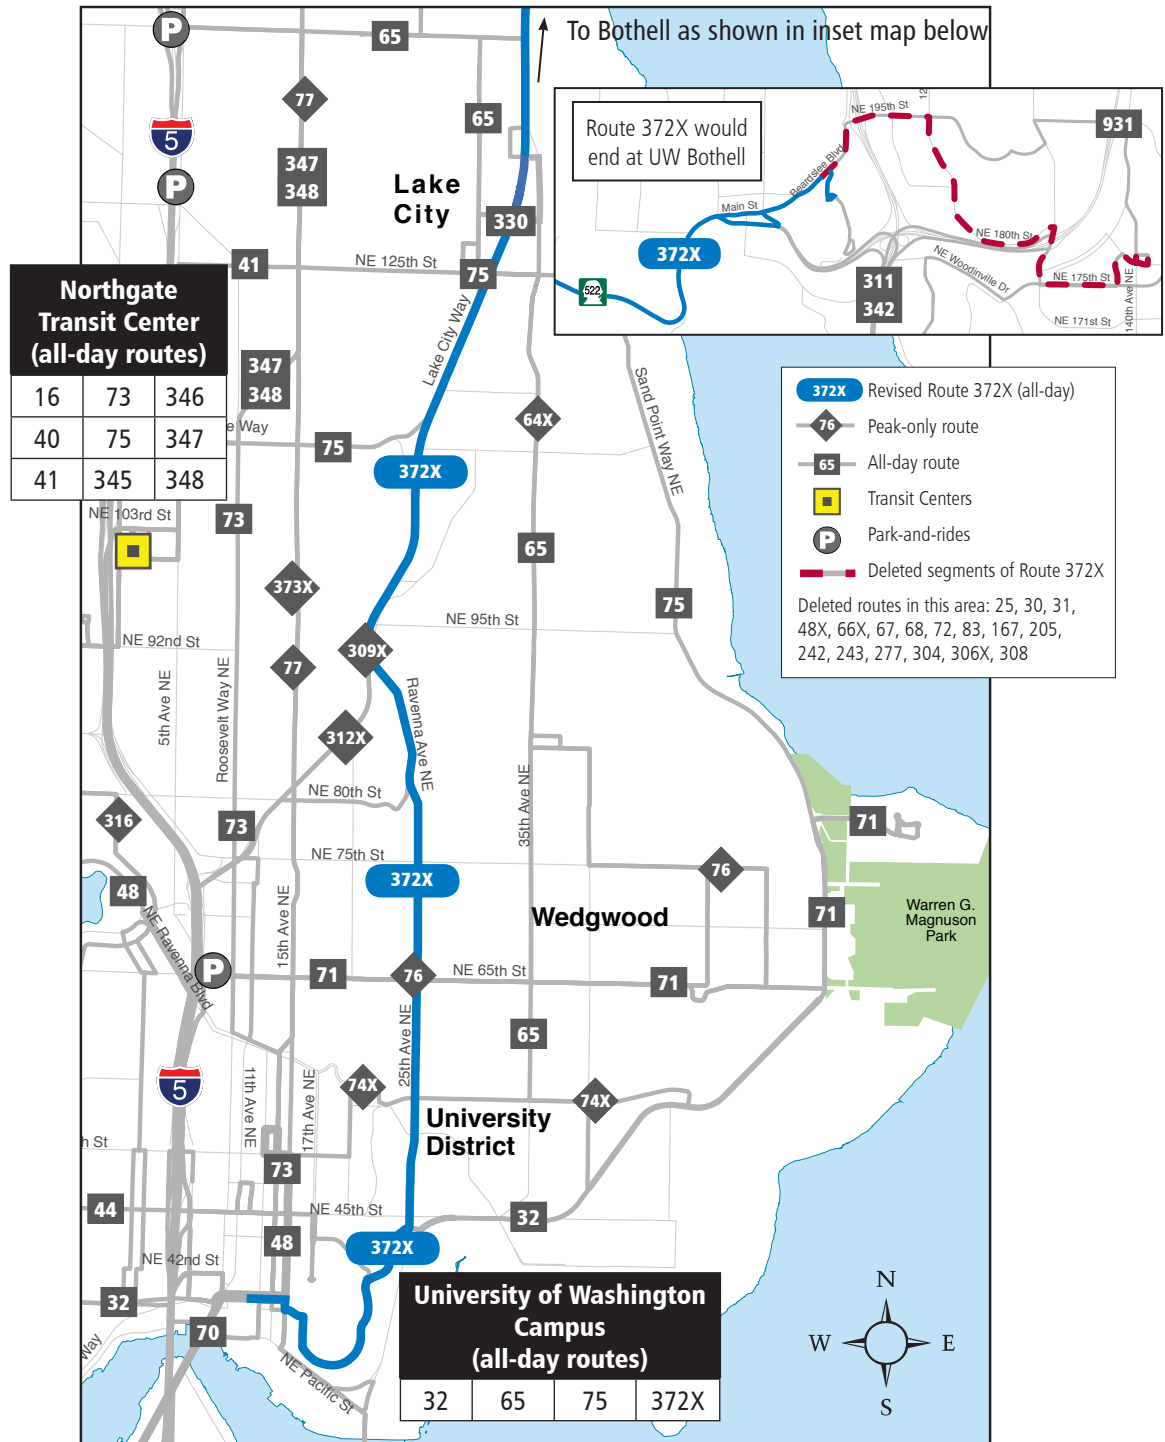 To Bothell as shown in inset map below
65
77
5
P
P
65
347
348
Lake
City
330
41
NE 125th St
75
Lake City Way
Route 372X would
end at UW Bothell
NE 195th St
12
931
Beardslee Blvd
Main St
372X
522
311
342
NE 180th St
NE Woodinville Dr
NE 175th St
140th Ave NE
NE 171st St
Northgate
Transit Center
(all-day routes)
16 73 346
40 75 347
41 345 348
347
348
e Way
75
64X
Sand Point Way NE
372X
372X Revised Route 372X (all-day)
76 Peak-only route
65 All-day route
Transit Centers
P Park-and-rides
Deleted segments of Route 372X
Deleted routes in this area: 25, 30, 31,
48X, 66X, 67, 68, 72, 83, 167, 205,
242, 243, 277, 304, 306X, 308
NE 103rd St
73
65
373X
75
NE 95th St
NE 92nd St
309X
77
5th Ave NE
Roosevelt Way NE
Ravenna Ave NE
312X
NE 80th St
35th Ave NE
316
73
71
NE 75th St
372X
76
48
NE Ravenna Blvd
15th Ave NE
Wedgwood
71
Warren G.
Magnuson
Park
P
71
76
NE 65th St
71
25th Ave NE
65
5
11th Ave NE
17th Ave NE
74X
74X
University
District
h St
73
44
NE 45th St
32
48
372X
NE 42nd St
32
70
Way
NE Pacific St
University of Washington
Campus
(all-day routes)
32 65 75 372X
N
W E
S